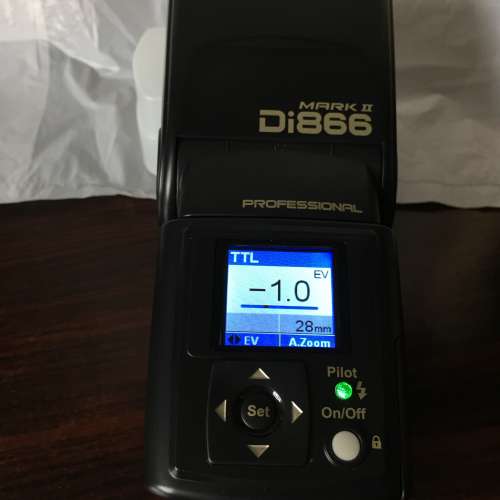 MARK II
Di866
PROFESSIONAL
TTL
EV
−1.0
28mm
EV A.Zoom
Pilot
Set
On/Off